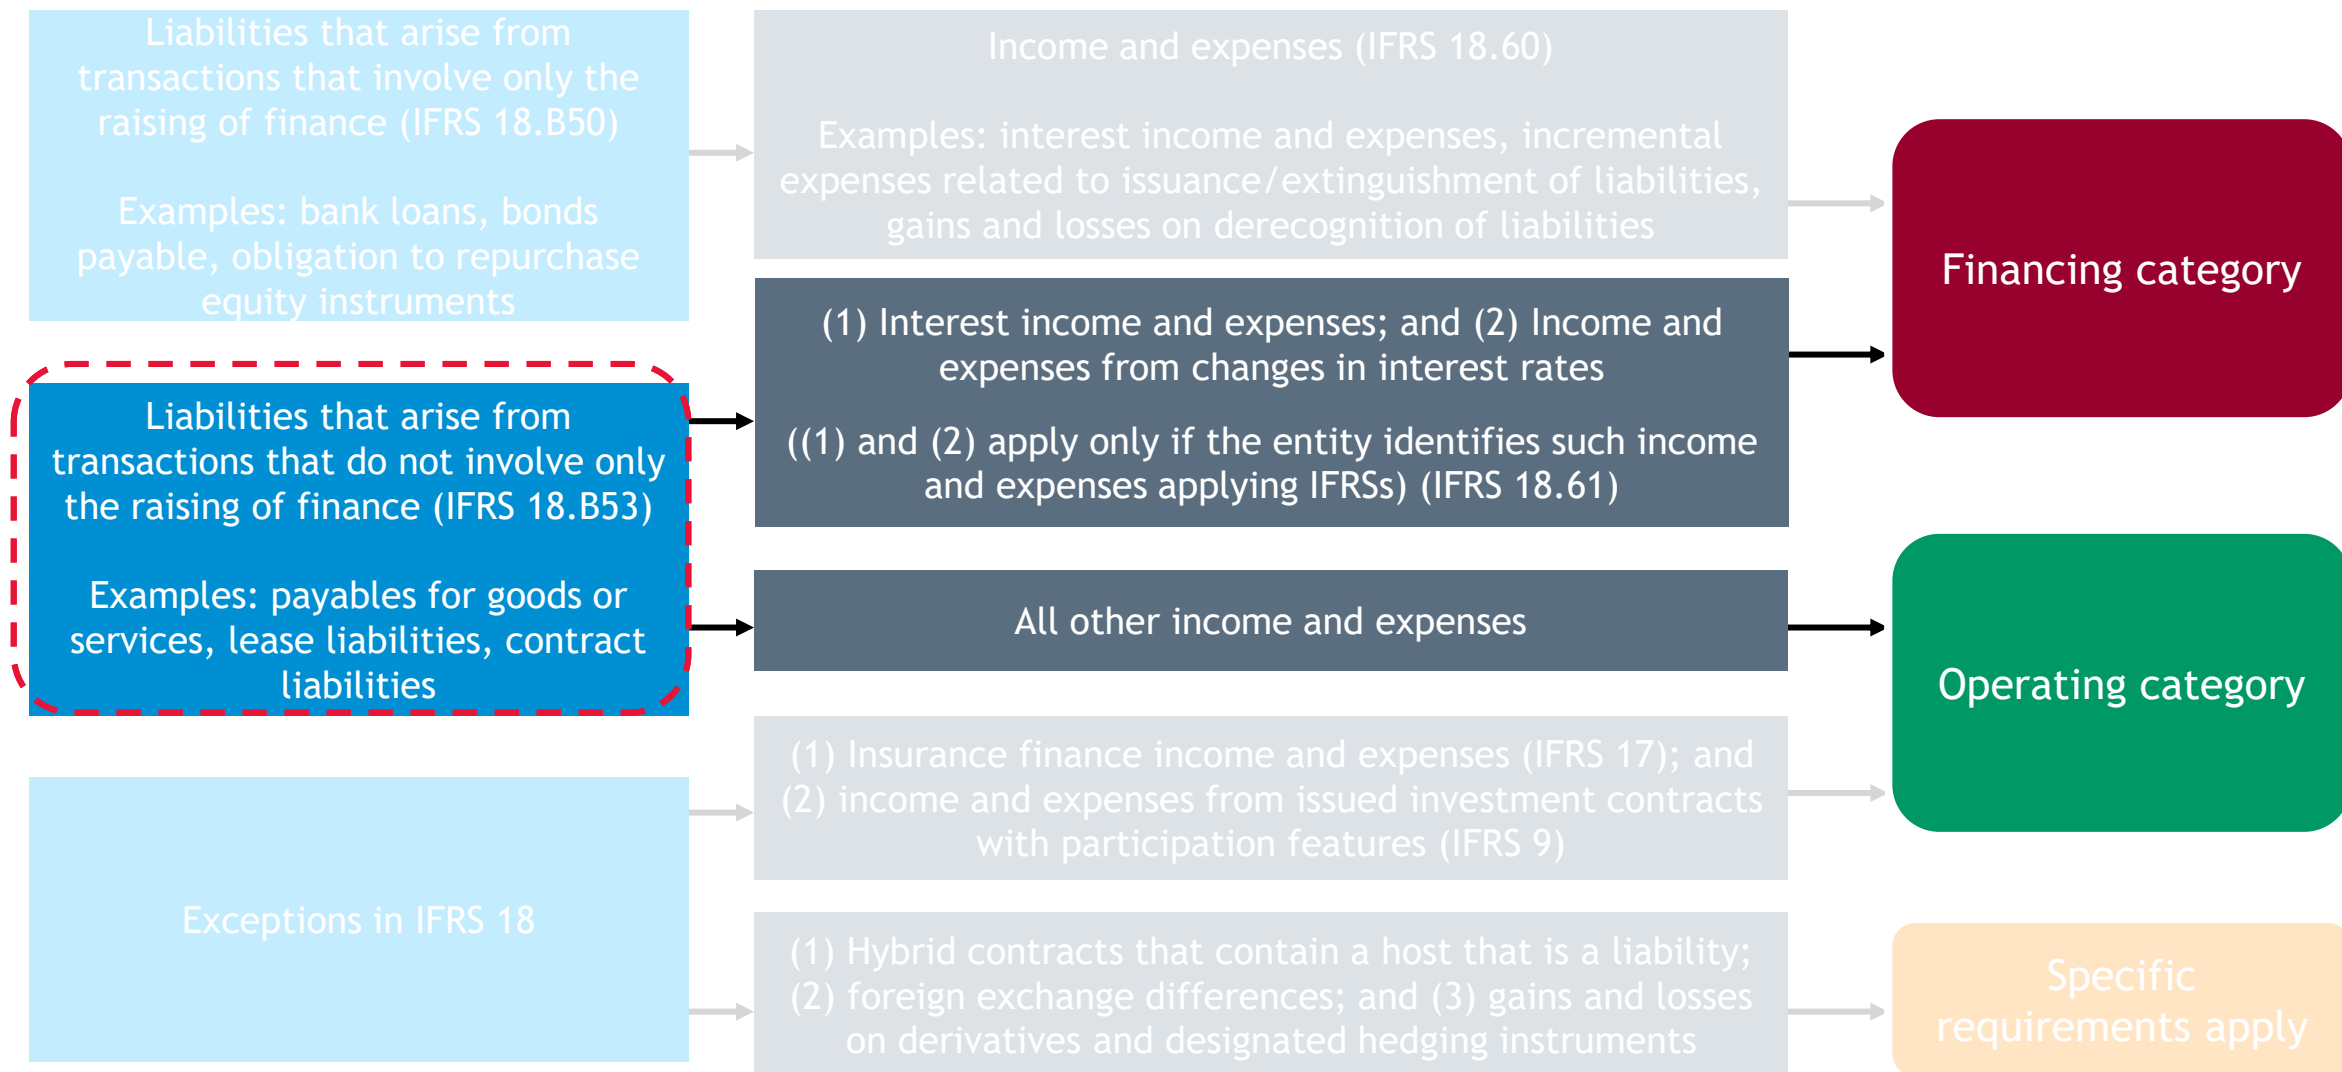 Liabilities that arise from
transactions that involve only the
raising of finance (IFRS 18.B50)
Examples: bank loans, bonds
payable, obligation to repurchase
equity instruments
Income and expenses (IFRS 18.60)
Examples: interest income and expenses, incremental
expenses related to issuance/extinguishment of liabilities,
gains and losses on derecognition of liabilities
Financing category
(1) Interest income and expenses; and (2) Income and
expenses from changes in interest rates
((1) and (2) apply only if the entity identifies such income
and expenses applying IFRSs) (IFRS 18.61)
Liabilities that arise from
transactions that do not involve only
the raising of finance (IFRS 18.B53)
Examples: payables for goods or
services, lease liabilities, contract
liabilities
All other income and expenses
Operating category
(1) Insurance finance income and expenses (IFRS 17); and
(2) income and expenses from issued investment contracts
with participation features (IFRS 9)
Exceptions in IFRS 18
(1) Hybrid contracts that contain a host that is a liability;
(2) foreign exchange differences; and (3) gains and losses
on derivatives and designated hedging instruments
Specific
requirements apply